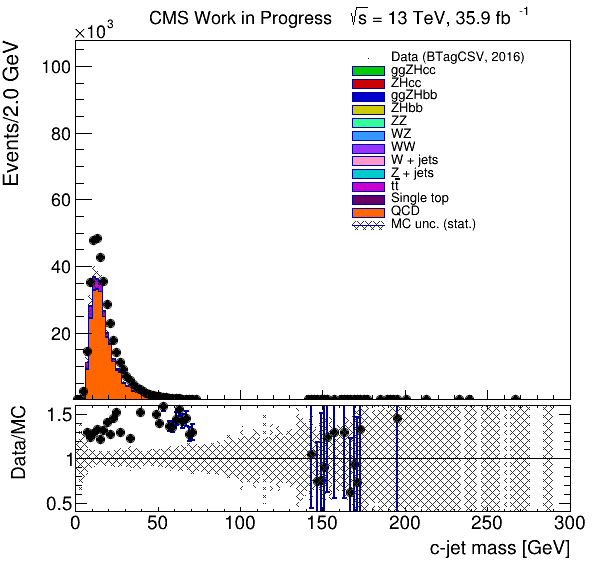 CMS Work in Progress √s = 13 TeV, 35.9 fb⁻¹
×10³
Events/2.0 GeV
100
80
60
40
20
Data (BTagCSV, 2016)
ggZHcc
ZHcc
ggZHbb
ZHbb
ZZ
WZ
WW
W + jets
Z + jets
tt̅
Single top
QCD
MC unc. (stat.)
Data/MC
1.5
1
0.5
0 50 100 150 200 250 300
c-jet mass [GeV]